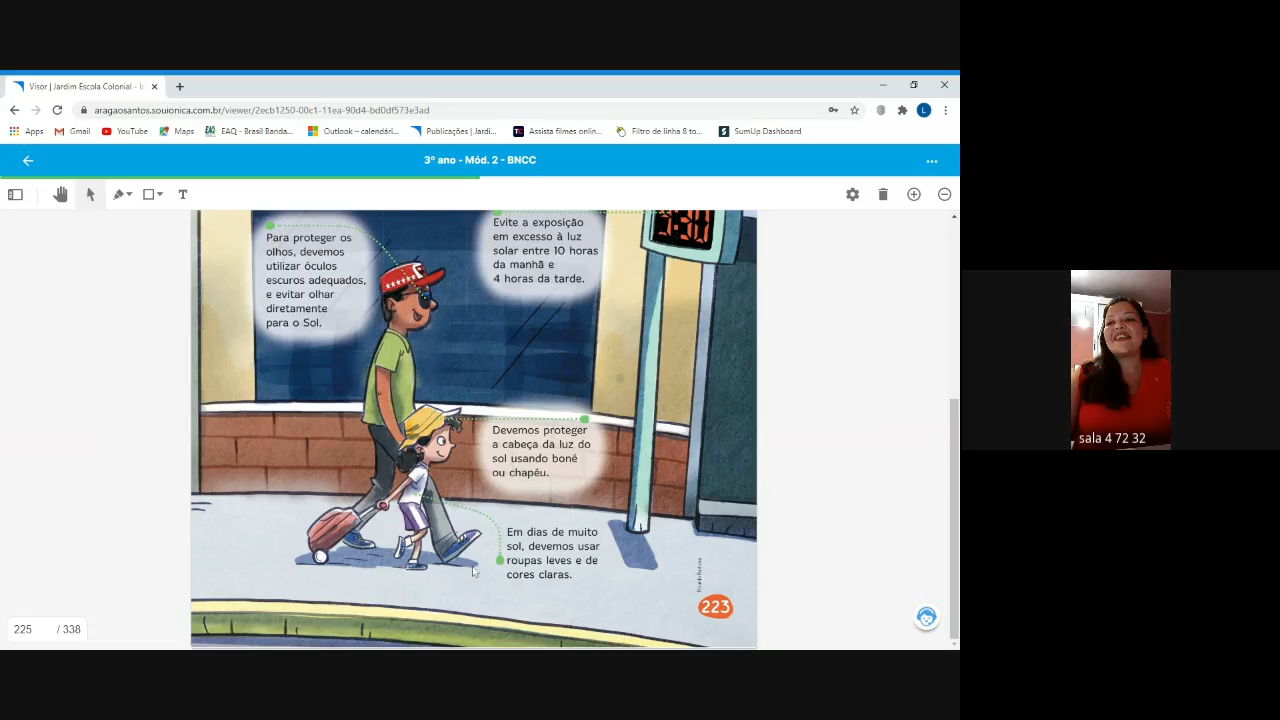 Visor | Jardim Escola Colonial - I
aragaosantos.souionica.com.br/viewer/2ecb1250-00c1-11ea-90d4-bd0df573e3ad
L
Apps
Gmail
YouTube
Maps
EAQ - Brasil Banda...
Outlook – calendári...
Publicações | Jardi...
Assista filmes onlin...
Filtro de linha 8 to...
SumUp Dashboard
3º ano - Mód. 2 - BNCC
T
Para proteger os
olhos, devemos
utilizar óculos
escuros adequados,
e evitar olhar
diretamente
para o Sol.
Evite a exposição
em excesso à luz
solar entre 10 horas
da manhã e
4 horas da tarde.
Devemos proteger
a cabeça da luz do
sol usando boné
ou chapéu.
Em dias de muito
sol, devemos usar
roupas leves e de
cores claras.
223
225 / 338
sala 4 72 32